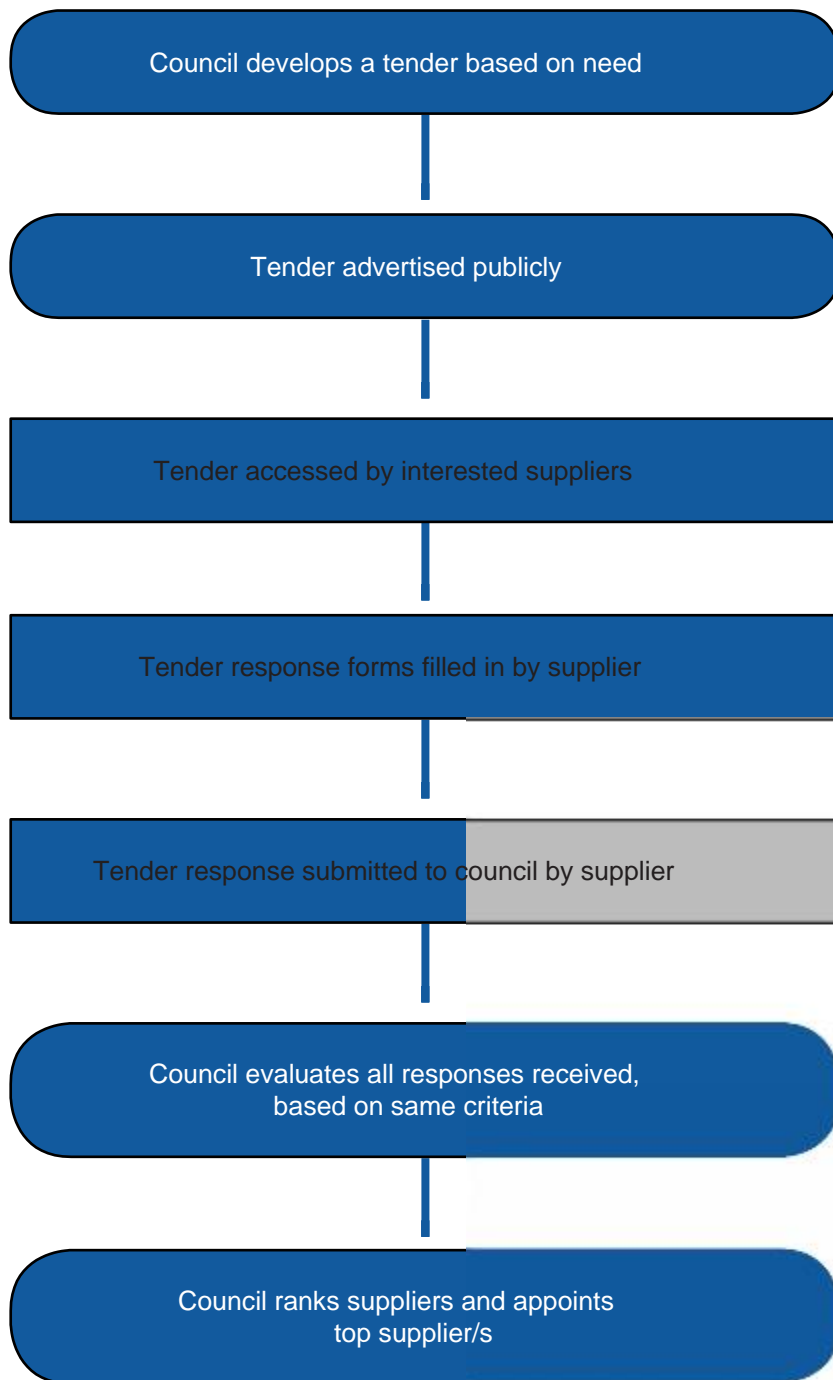 Council develops a tender based on need
Tender advertised publicly
Tender accessed by interested suppliers
Tender response forms filled in by supplier
Tender response submitted to council by supplier
Council evaluates all responses received,
based on same criteria
Council ranks suppliers and appoints
top supplier/s